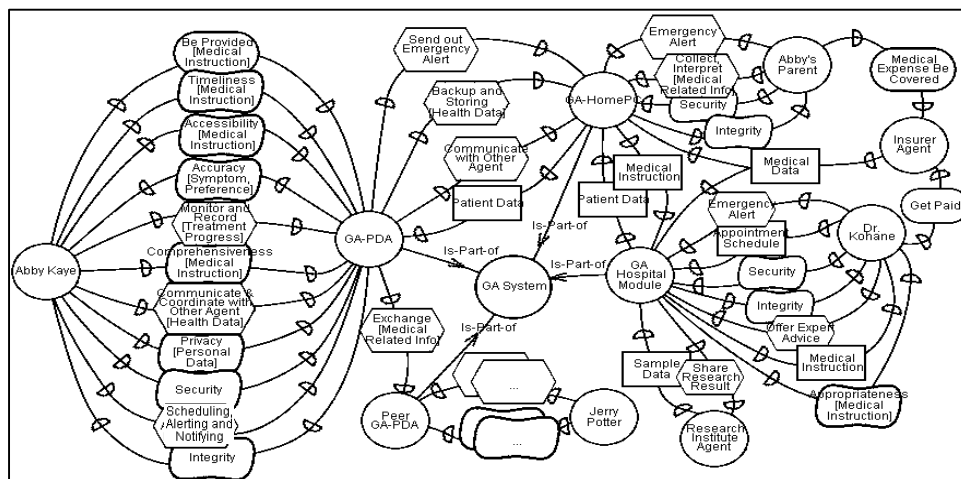 Be Provided
[Medical
Instruction]
Timeliness
[Medical
Instruction]
Accessibility
[Medical
Instruction]
Accuracy
[Symptom,
Preference]
Monitor and
Record
[Treatment
Progress]
Comprehensiveness
[Medical
Instruction]
Communicate &
Coordinate with
Other Agent
[Health Data]
Privacy
[Personal
Data]
Security
Scheduling,
Alerting and
Notifying
Integrity
Abby Kaye
GA-PDA
Send out
Emergency
Alert
Backup and
Storing
[Health Data]
Communicate
with Other
Agent
Patient Data
Is-Part-of
Is-Part-of
Is-Part-of
Is-Part-of
GA System
Exchange
[Medical
Related Info]
Peer
GA-PDA
...
...
Jerry
Potter
GA-HomePC
Emergency
Alert
Collect,
Interpret
[Medical
Related Info]
Security
Integrity
Abby's
Parent
Medical
Expense Be
Covered
Insurer
Agent
Get Paid
Medical
Data
Medical
Instruction
Patient Data
GA
Hospital
Module
Emergency
Alert
Appointment
Schedule
Security
Integrity
Offer Expert
Advice
Medical
Instruction
Appropriateness
[Medical
Instruction]
Dr.
Kohane
Sample
Data
Share
Research
Result
Research
Institute
Agent